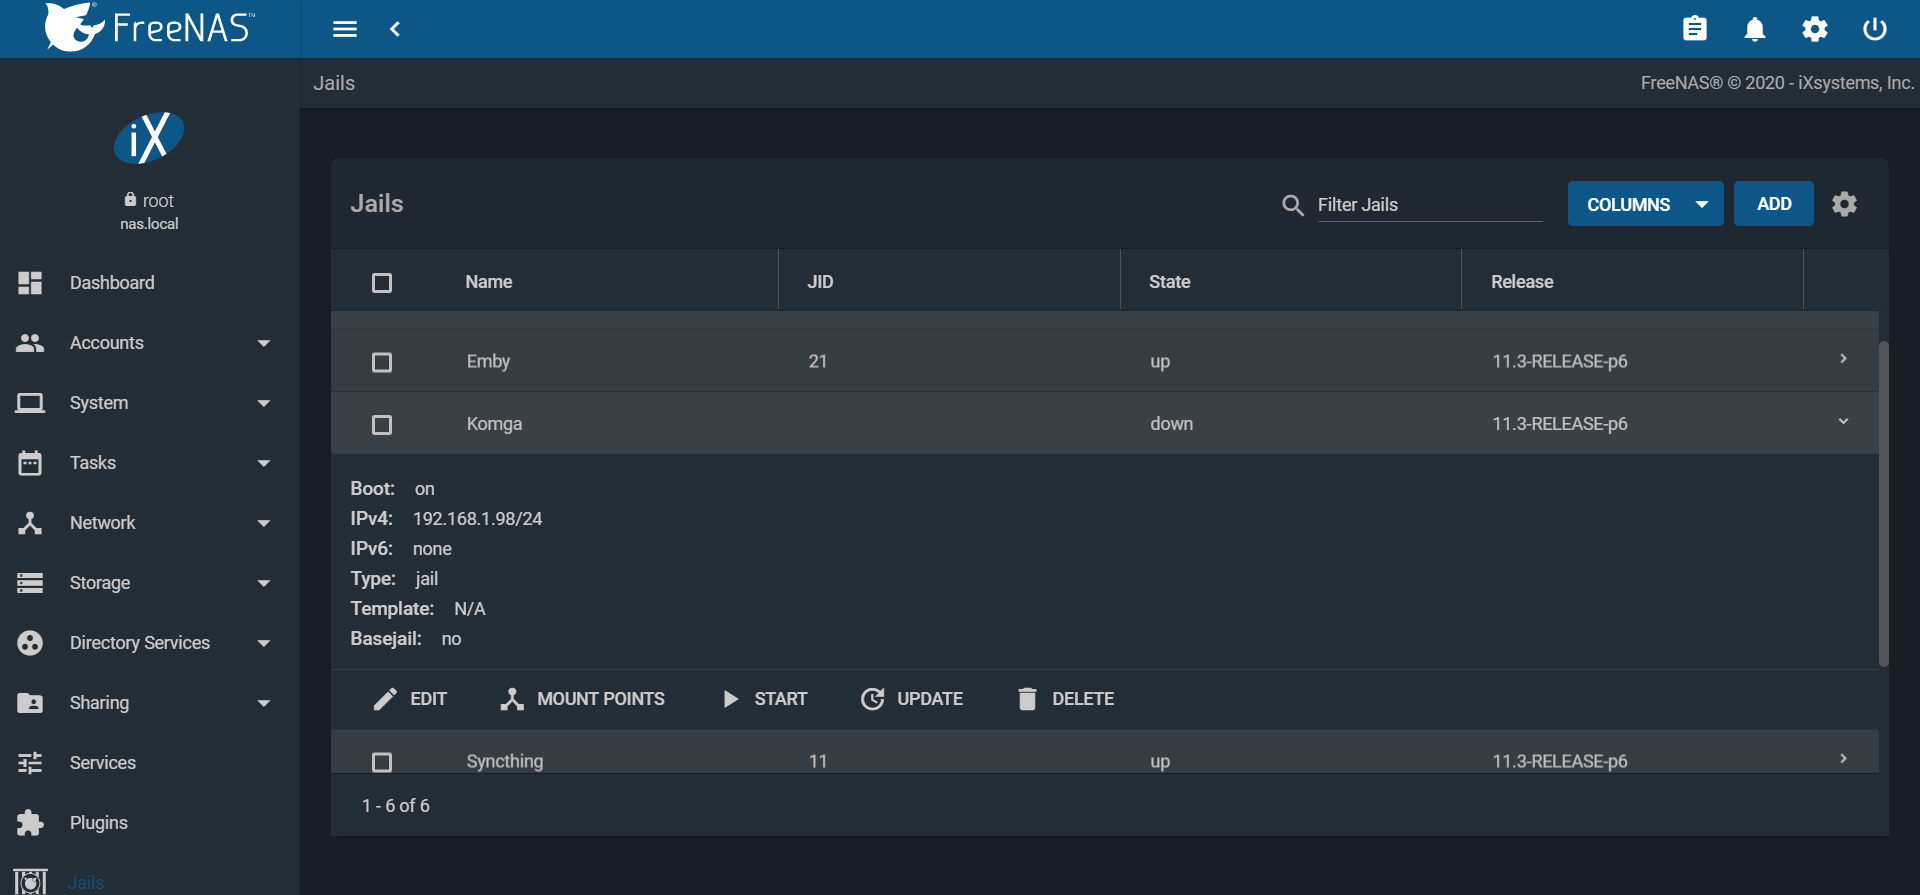 FreeNAS™
Jails
FreeNAS® © 2020 - iXsystems, Inc.
iX
root
nas.local
Dashboard
Accounts
System
Tasks
Network
Storage
Directory Services
Sharing
Services
Plugins
Jails
Jails
Filter Jails
COLUMNS
ADD
Name JID State Release
Emby 21 up 11.3-RELEASE-p6
Komga down 11.3-RELEASE-p6
Boot: on
IPv4: 192.168.1.98/24
IPv6: none
Type: jail
Template: N/A
Basejail: no
EDIT MOUNT POINTS START UPDATE DELETE
Syncthing 11 up 11.3-RELEASE-p6
1 - 6 of 6